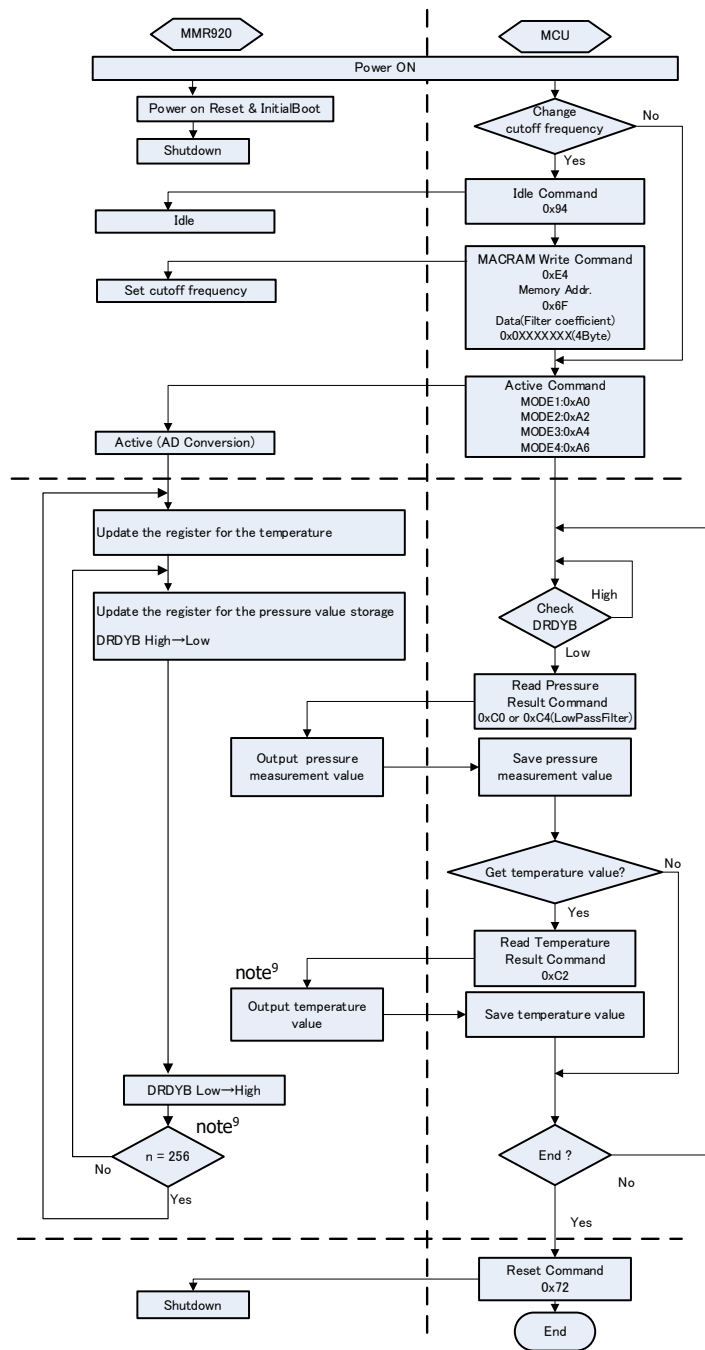 MMR920
MCU
Power ON
Power on Reset & InitialBoot
Shutdown
Change
cutoff frequency
No
Yes
Idle Command
0x94
Idle
MACRAM Write Command
0xE4
Memory Addr.
0x6F
Data(Filter coefficient)
0x0XXXXXXX(4Byte)
Set cutoff frequency
Active Command
MODE1:0xA0
MODE2:0xA2
MODE3:0xA4
MODE4:0xA6
Active (AD Conversion)
Update the register for the temperature
Update the register for the pressure value storage
DRDYB High→Low
High
Check
DRDYB
Low
Read Pressure
Result Command
0xC0 or 0xC4(LowPassFilter)
Output pressure
measurement value
Save pressure
measurement value
Get temperature value?
No
Yes
Read Temperature
Result Command
0xC2
note9
Output temperature
value
Save temperature value
DRDYB Low→High
note9
n = 256
No
Yes
End ?
No
Yes
Reset Command
0x72
Shutdown
End